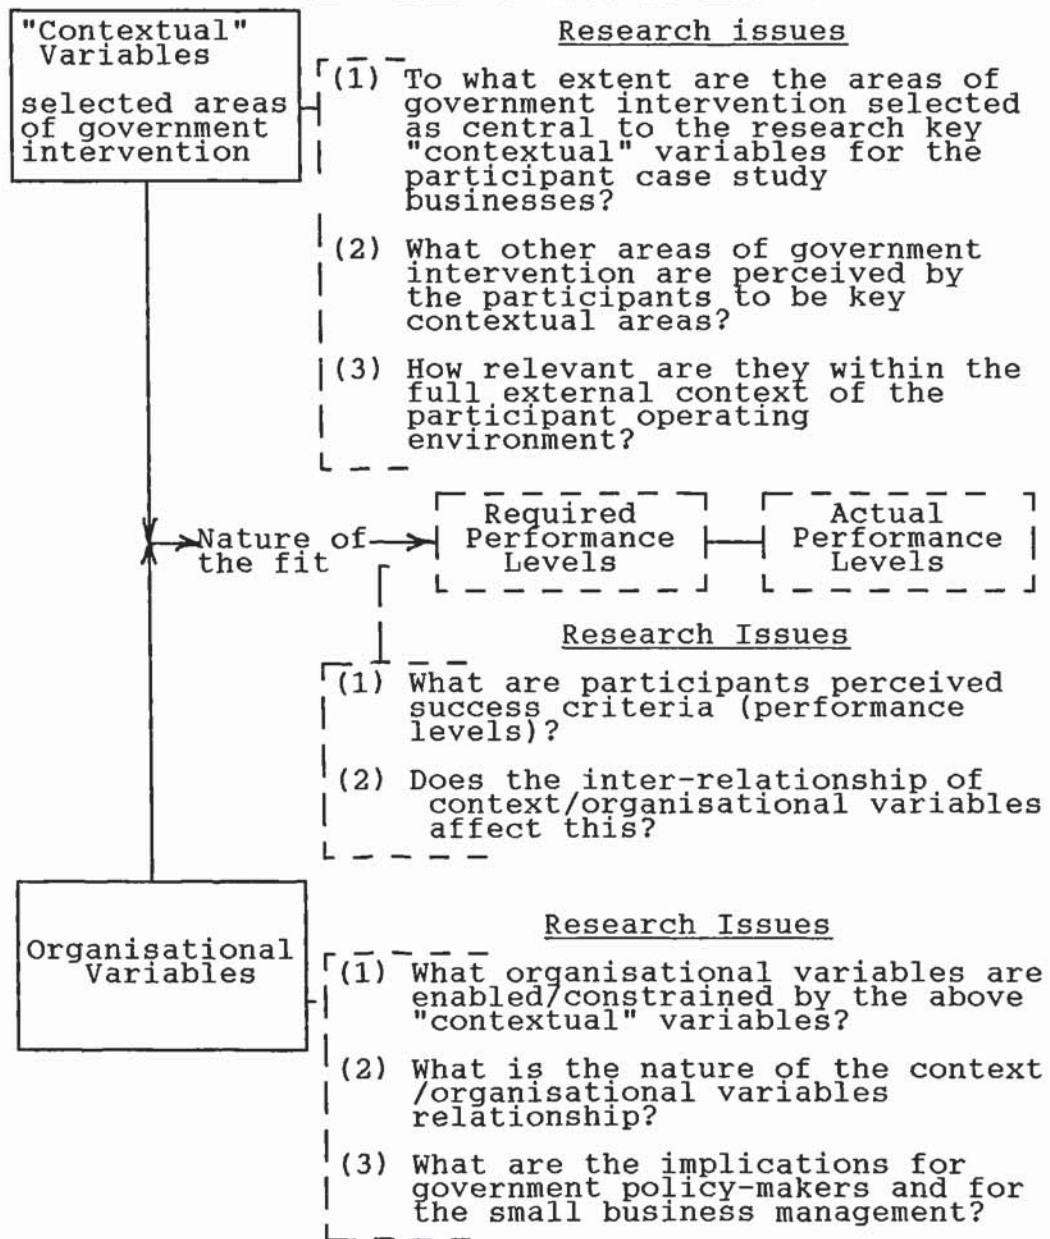 "Contextual"
Variables
selected areas
of government
intervention
Research issues
(1) To what extent are the areas of
government intervention selected
as central to the research key
"contextual" variables for the
participant case study
businesses?
(2) What other areas of government
intervention are perceived by
the participants to be key
contextual areas?
(3) How relevant are they within the
full external context of the
participant operating
environment?
Nature of
the fit
Required
Performance
Levels
Actual
Performance
Levels
Research Issues
(1) What are participants perceived
success criteria (performance
levels)?
(2) Does the inter-relationship of
context/organisational variables
affect this?
Organisational
Variables
Research Issues
(1) What organisational variables are
enabled/constrained by the above
"contextual" variables?
(2) What is the nature of the context
/organisational variables
relationship?
(3) What are the implications for
government policy-makers and for
the small business management?